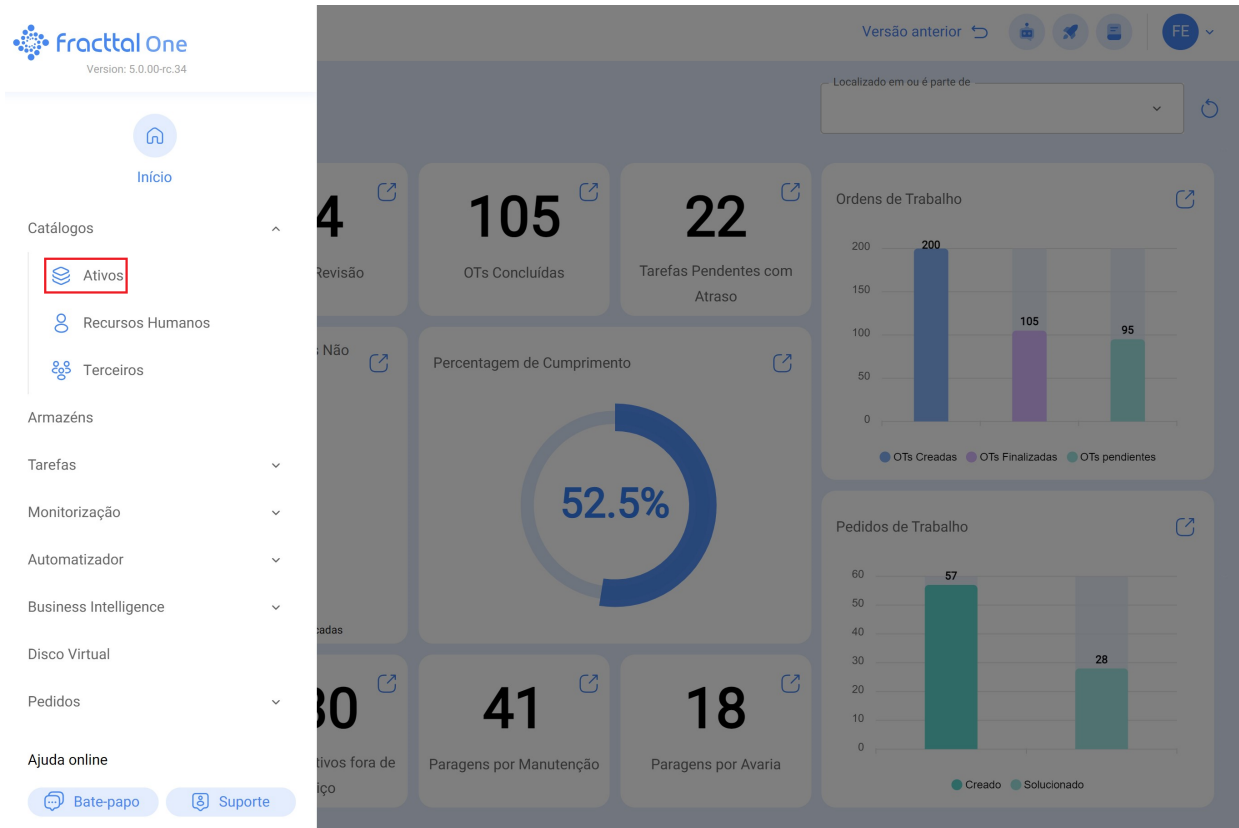 fracttal One
Version: 5.0.00-rc.34
Início
Catálogos
Ativos
Recursos Humanos
Terceiros
Armazéns
Tarefas
Monitorização
Automatizador
Business Intelligence
Disco Virtual
Pedidos
Ajuda online
Bate-papo
Suporte
Versão anterior
FE
Localizado em ou é parte de
4
Revisão
105
OTs Concluídas
22
Tarefas Pendentes com
Atraso
Ordens de Trabalho
200
150
100
50
0
200
105
95
OTs Creadas OTs Finalizadas OTs pendientes
Não
Percentagem de Cumprimento
52.5%
Pedidos de Trabalho
60
50
40
30
20
10
0
57
28
Creado Solucionado
41
Paragens por Manutenção
18
Paragens por Avaria
fora de